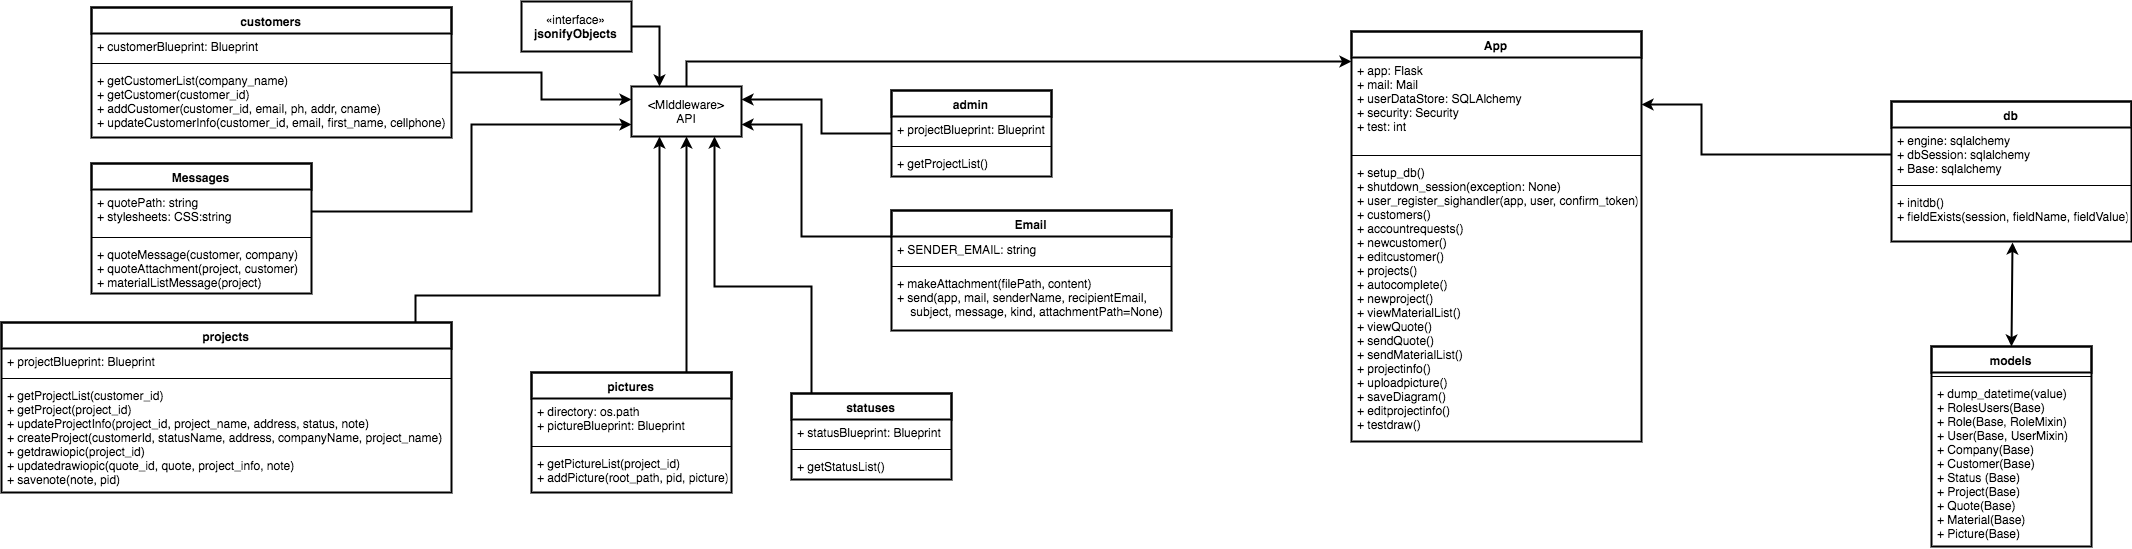 customers
+ customerBlueprint: Blueprint
+ getCustomerList(company_name)
+ getCustomer(customer_id)
+ addCustomer(customer_id, email, ph, addr, cname)
+ updateCustomerInfo(customer_id, email, first_name, cellphone)
«interface»
jsonifyObjects
<MIddleware>
API
Messages
+ quotePath: string
+ stylesheets: CSS:string
+ quoteMessage(customer, company)
+ quoteAttachment(project, customer)
+ materialListMessage(project)
projects
+ projectBlueprint: Blueprint
+ getProjectList(customer_id)
+ getProject(project_id)
+ updateProjectInfo(project_id, project_name, address, status, note)
+ createProject(customerId, statusName, address, companyName, project_name)
+ getdrawiopic(project_id)
+ updatedrawiopic(quote_id, quote, project_info, note)
+ savenote(note, pid)
pictures
+ directory: os.path
+ pictureBlueprint: Blueprint
+ getPictureList(project_id)
+ addPicture(root_path, pid, picture)
statuses
+ statusBlueprint: Blueprint
+ getStatusList()
admin
+ projectBlueprint: Blueprint
+ getProjectList()
Email
+ SENDER_EMAIL: string
+ makeAttachment(filePath, content)
+ send(app, mail, senderName, recipientEmail,
subject, message, kind, attachmentPath=None)
App
+ app: Flask
+ mail: Mail
+ userDataStore: SQLAlchemy
+ security: Security
+ test: int
+ setup_db()
+ shutdown_session(exception: None)
+ user_register_sighandler(app, user, confirm_token)
+ customers()
+ accountrequests()
+ newcustomer()
+ editcustomer()
+ projects()
+ autocomplete()
+ newproject()
+ viewMaterialList()
+ viewQuote()
+ sendQuote()
+ sendMaterialList()
+ projectinfo()
+ uploadpicture()
+ saveDiagram()
+ editprojectinfo()
+ testdraw()
db
+ engine: sqlalchemy
+ dbSession: sqlalchemy
+ Base: sqlalchemy
+ initdb()
+ fieldExists(session, fieldName, fieldValue)
models
+ dump_datetime(value)
+ RolesUsers(Base)
+ Role(Base, RoleMixin)
+ User(Base, UserMixin)
+ Company(Base)
+ Customer(Base)
+ Status (Base)
+ Project(Base)
+ Quote(Base)
+ Material(Base)
+ Picture(Base)